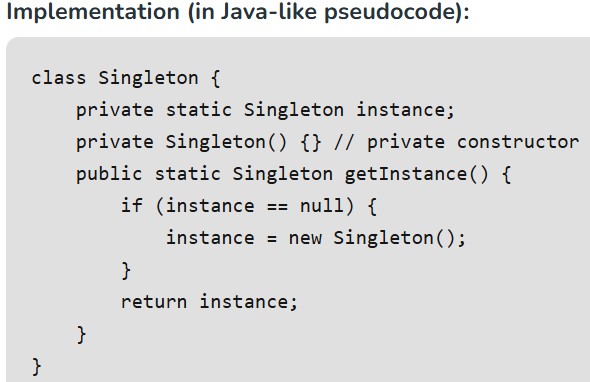 Implementation (in Java-like pseudocode):
class Singleton {
    private static Singleton instance;
    private Singleton() {} // private constructor
    public static Singleton getInstance() {
        if (instance == null) {
            instance = new Singleton();
        }
        return instance;
    }
}